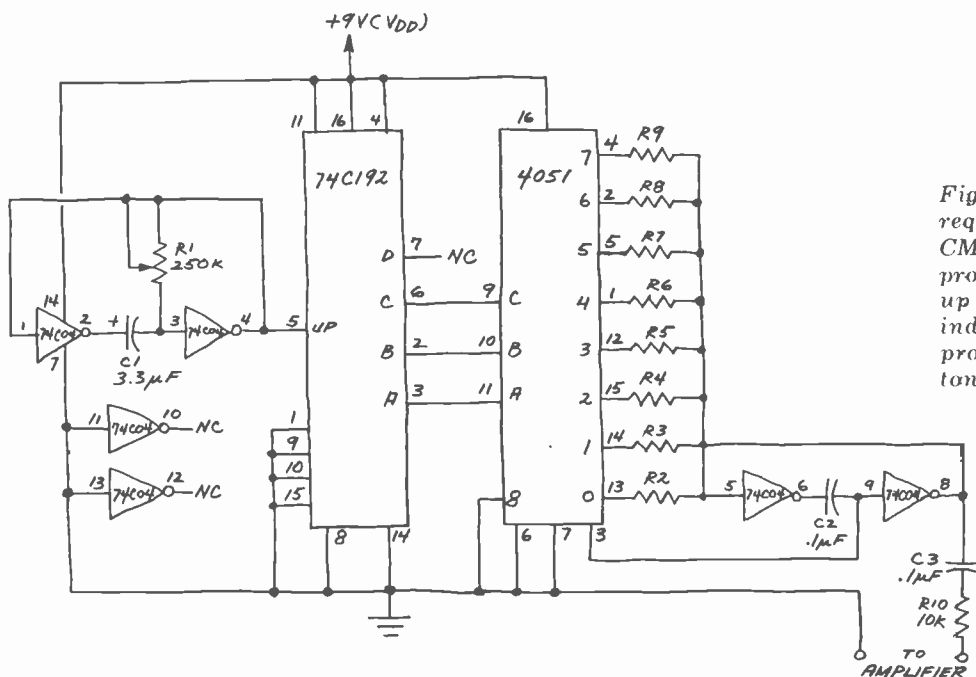 +9V(VDD)
11
16
4
16
74C192
4051
7
4
R9
6
2
R8
5
5
R7
4
1
R6
3
12
R5
2
15
R4
1
14
R3
0
13
R2
D
7
NC
C
6
9
C
B
2
10
B
A
3
11
A
R1
250K
14
1
74C04
2
+
C1
3.3µF
3
74C04
4
5
UP
7
11
74C04
10
NC
13
74C04
12
NC
1
9
10
15
8
14
8
6
7
3
5
74C04
6
C2
.1µF
9
74C04
8
C3
.1µF
R10
10K
TO
AMPLIFIER
Fig
req
CM
pro
up
ind
pro
ton